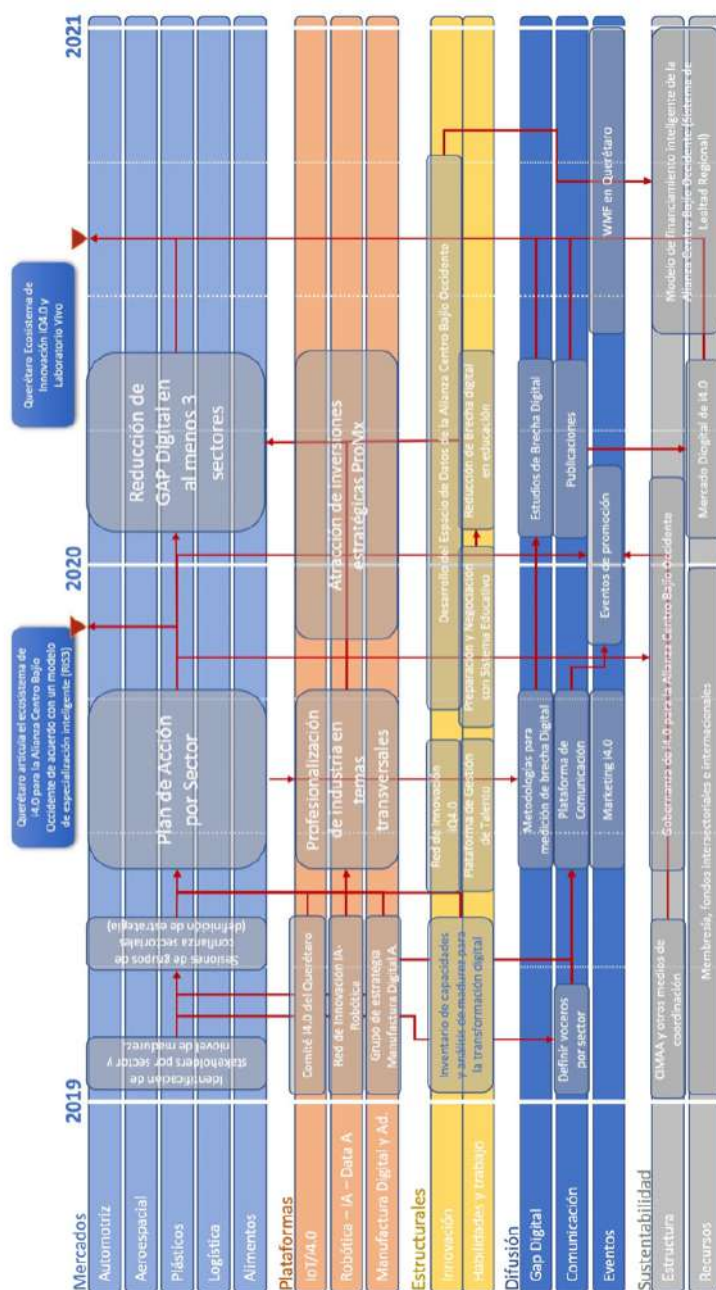 2019
2020
2021
Querétaro articula el ecosistema de
i4.0 para la Alianza Centro Bajío
Occidente de acuerdo con un modelo
de especialización inteligente (RIS3)
Querétaro Ecosistema de
Innovación IQ4.0 y
Laboratorio Vivo
Mercados
Automotriz
Aeroespacial
Plásticos
Logística
Alimentos
Identificación de
stakeholders por sector y
niovel de madurez.
Sesiones de grupos de
confianza sectoriales
(definición de estrategia)
Plan de Acción
por Sector
Reducción de
GAP Digital en
al menos 3
sectores
Plataformas
IoT/4.0
Robótica – IA – Data A
Manufactura Digital y Ad.
Comité I4.0 del Querétaro
Red de Innovación IA-
Robótica
Grupo de estrategia
Manufactura Digital A
Profesionalización
de industria en
temas
transversales
Atracción de inversiones
estratégicas ProMx
Estructurales
Innovación
Habilidades y trabajo
Inventario de capacidades
y análisis de madurez para
la transformación digital
Red de Innovación
iQ4.0
Plataforma de Gestión
de Talento
Desarrollo del Espacio de Datos de la Alianza Centro Bajío Occidente
Preparación y Negociación
con Sistema Educativo
Reducción de Brecha digital
en educación
Difusión
Gap Digital
Comunicación
Eventos
Definir voceros
por sector
Metodologías para
medición de brecha Digital
Plataforma de
Comunicación
Marketing i4.0
Estudios de Brecha Digital
Publicaciones
Eventos de promoción
WMF en Querétaro
Sustentabilidad
Estructura
Recursos
CIMAA y otros medios de
coordinación
Gobernanza de i4.0 para la Alianza Centro Bajío Occidente
Modelo de financiamiento inteligente de la
Alianza Centro Bajío Occidente (Sistema de
Lealtad Regional)
Membresía, fondos intersectoriales e internacionales
Mercado Diogital de i4.0